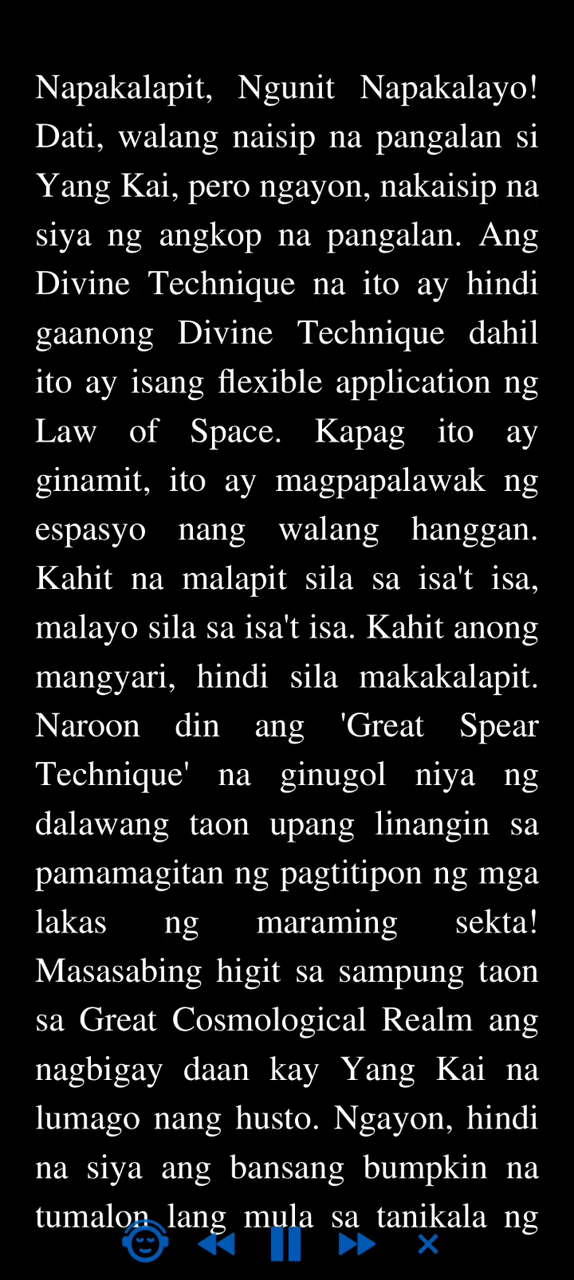 Napakalapit, Ngunit Napakalayo!
Dati, walang naisip na pangalan si
Yang Kai, pero ngayon, nakaisip na
siya ng angkop na pangalan. Ang
Divine Technique na ito ay hindi
gaanong Divine Technique dahil
ito ay isang flexible application ng
Law of Space. Kapag ito ay
ginamit, ito ay magpapalawak ng
espasyo nang walang hanggan.
Kahit na malapit sila sa isa't isa,
malayo sila sa isa't isa. Kahit anong
mangyari, hindi sila makakalapit.
Naroon din ang 'Great Spear
Technique' na ginugol niya ng
dalawang taon upang linangin sa
pamamagitan ng pagtitipon ng mga
lakas ng maraming sekta!
Masasabing higit sa sampung taon
sa Great Cosmological Realm ang
nagbigay daan kay Yang Kai na
lumago nang husto. Ngayon, hindi
na siya ang bansang bumpkin na
tumalon lang mula sa tanikala ng